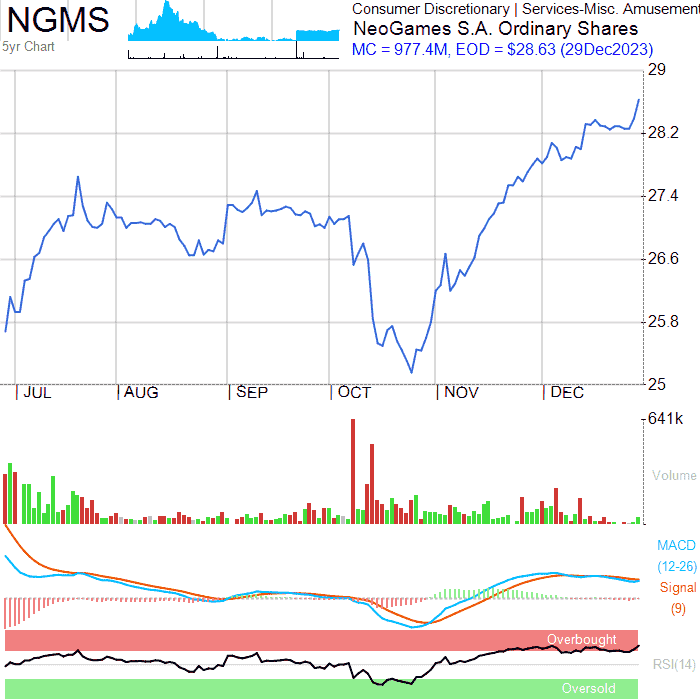 NGMS
5yr Chart
Consumer Discretionary | Services-Misc. Amusement
NeoGames S.A. Ordinary Shares
MC = 977.4M, EOD = $28.63 (29Dec2023)
29
28.2
27.4
26.6
25.8
25
JUL
AUG
SEP
OCT
NOV
DEC
641k
Volume
MACD
(12-26)
Signal
(9)
Overbought
RSI(14)
Oversold